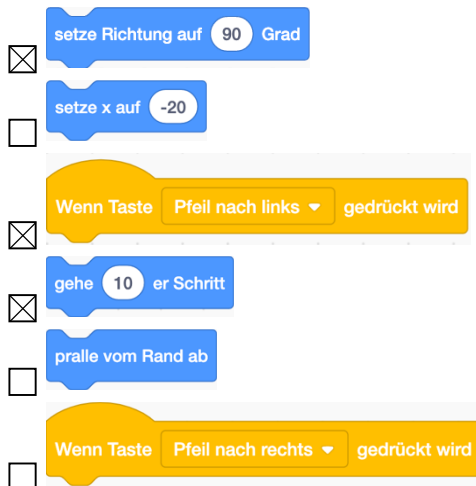 setze Richtung auf 90 Grad
setze x auf -20
Wenn Taste Pfeil nach links gedrückt wird
gehe 10 er Schritt
pralle vom Rand ab
Wenn Taste Pfeil nach rechts gedrückt wird